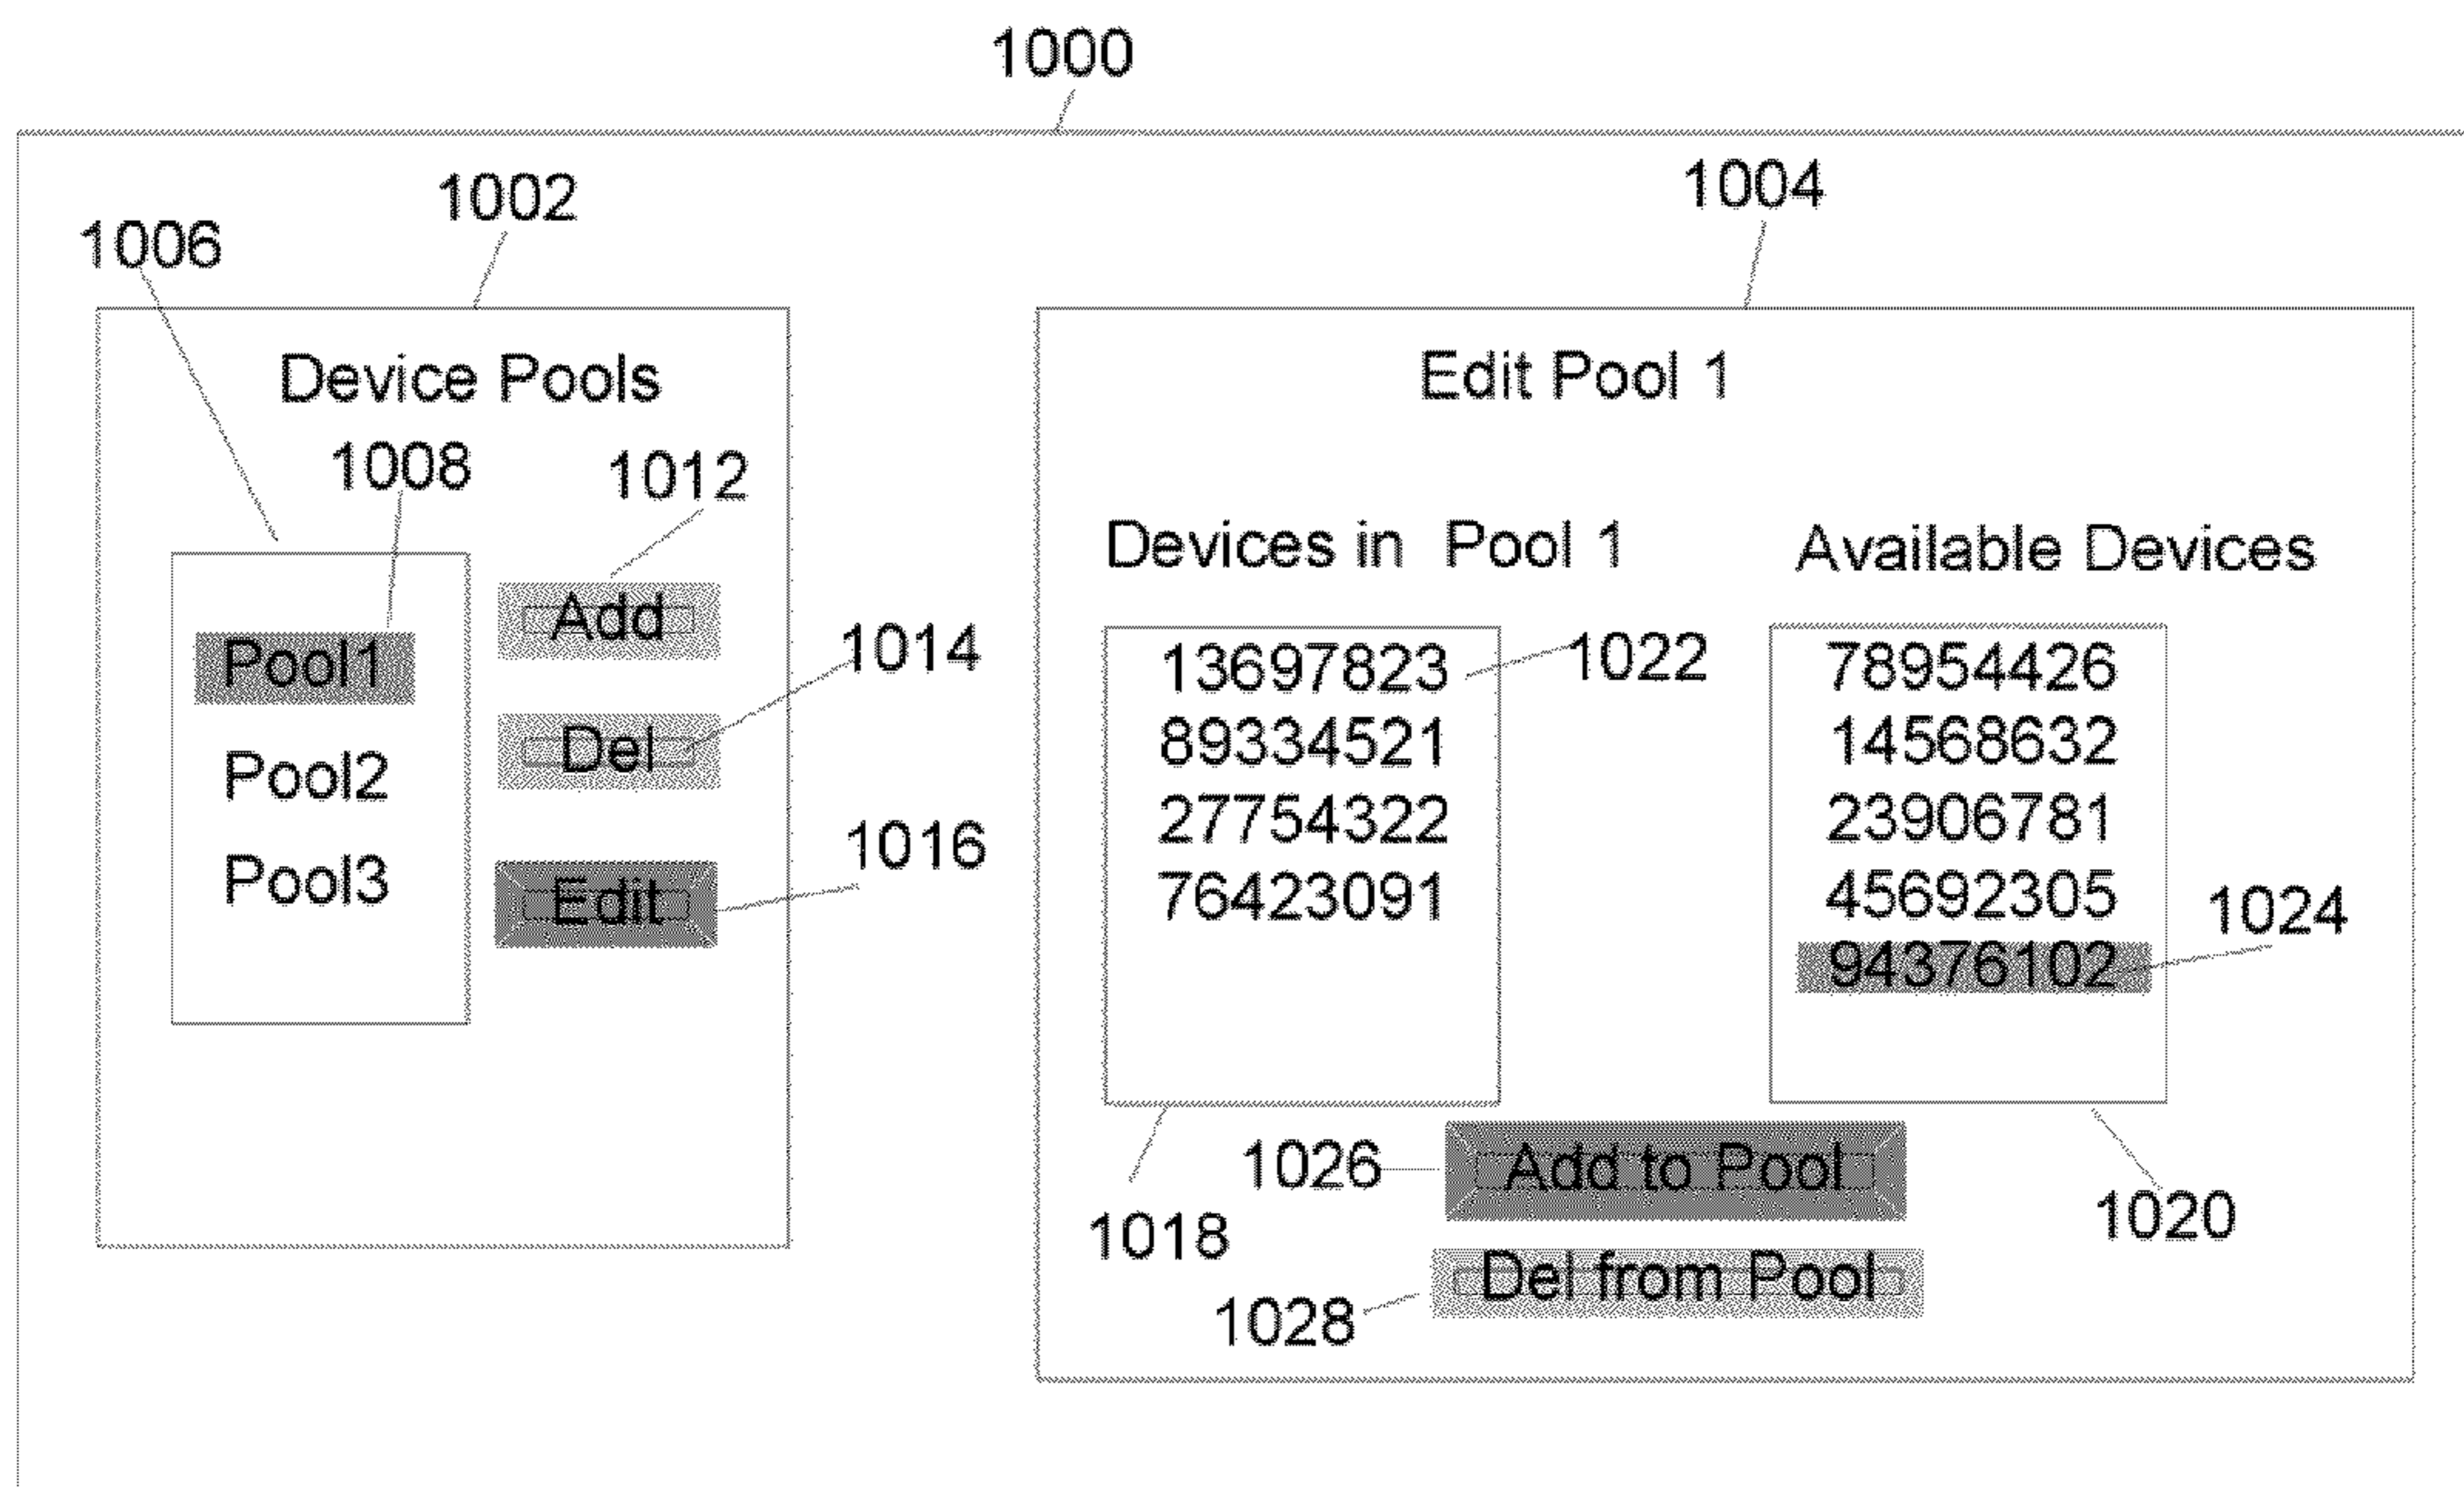 1000
1002
1004
1006
Device Pools
Edit Pool 1
1008
1012
Devices in Pool 1
Available Devices
Pool1
Pool2
Pool3
Add
Del
Edit
1014
1016
13697823
89334521
27754322
76423091
1022
78954426
14568632
23906781
45692305
94376102
1024
1026
Add to Pool
1018
1020
Del from Pool
1028